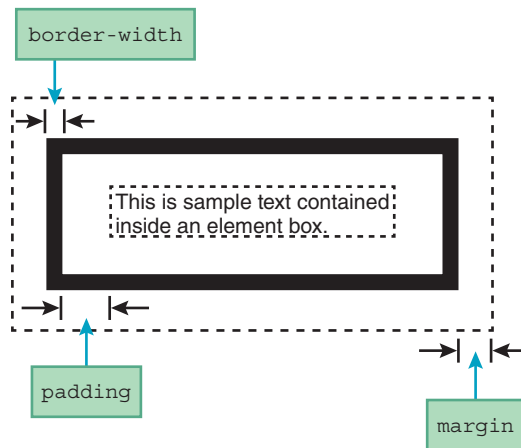 border-width
This is sample text contained
inside an element box.
padding
margin